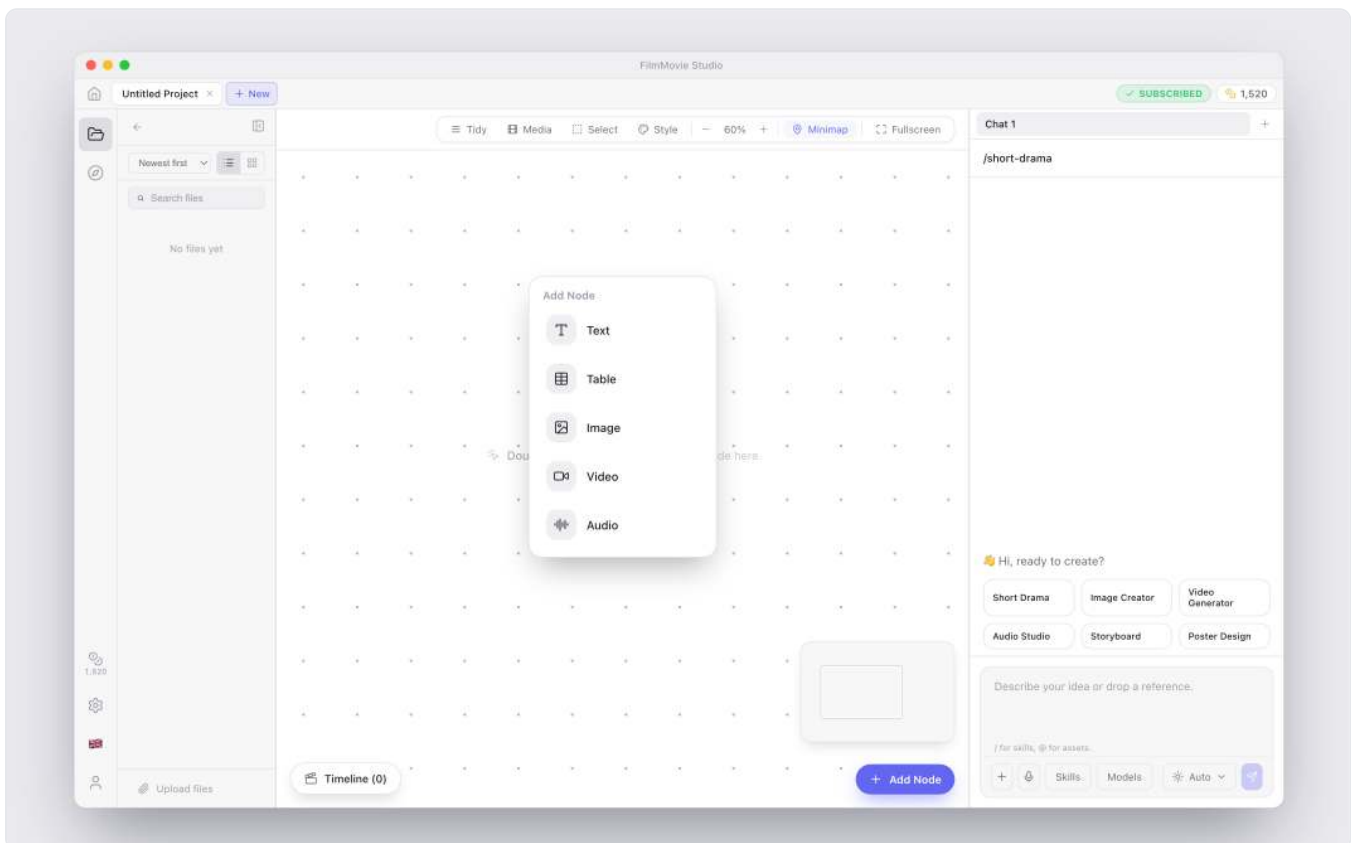 FilmMovie Studio
Untitled Project
+ New
SUBSCRIBED
1,520
Newest first
Search files
No files yet
1,520
Upload files
Tidy
Media
Select
Style
60%
Minimap
Fullscreen
Dou
de here
Add Node
Text
Table
Image
Video
Audio
Timeline (0)
+ Add Node
Chat 1
/short-drama
Hi, ready to create?
Short Drama
Image Creator
Video
Generator
Audio Studio
Storyboard
Poster Design
Describe your idea or drop a reference.
/ for skills, @ for assets.
Skills
Models
Auto